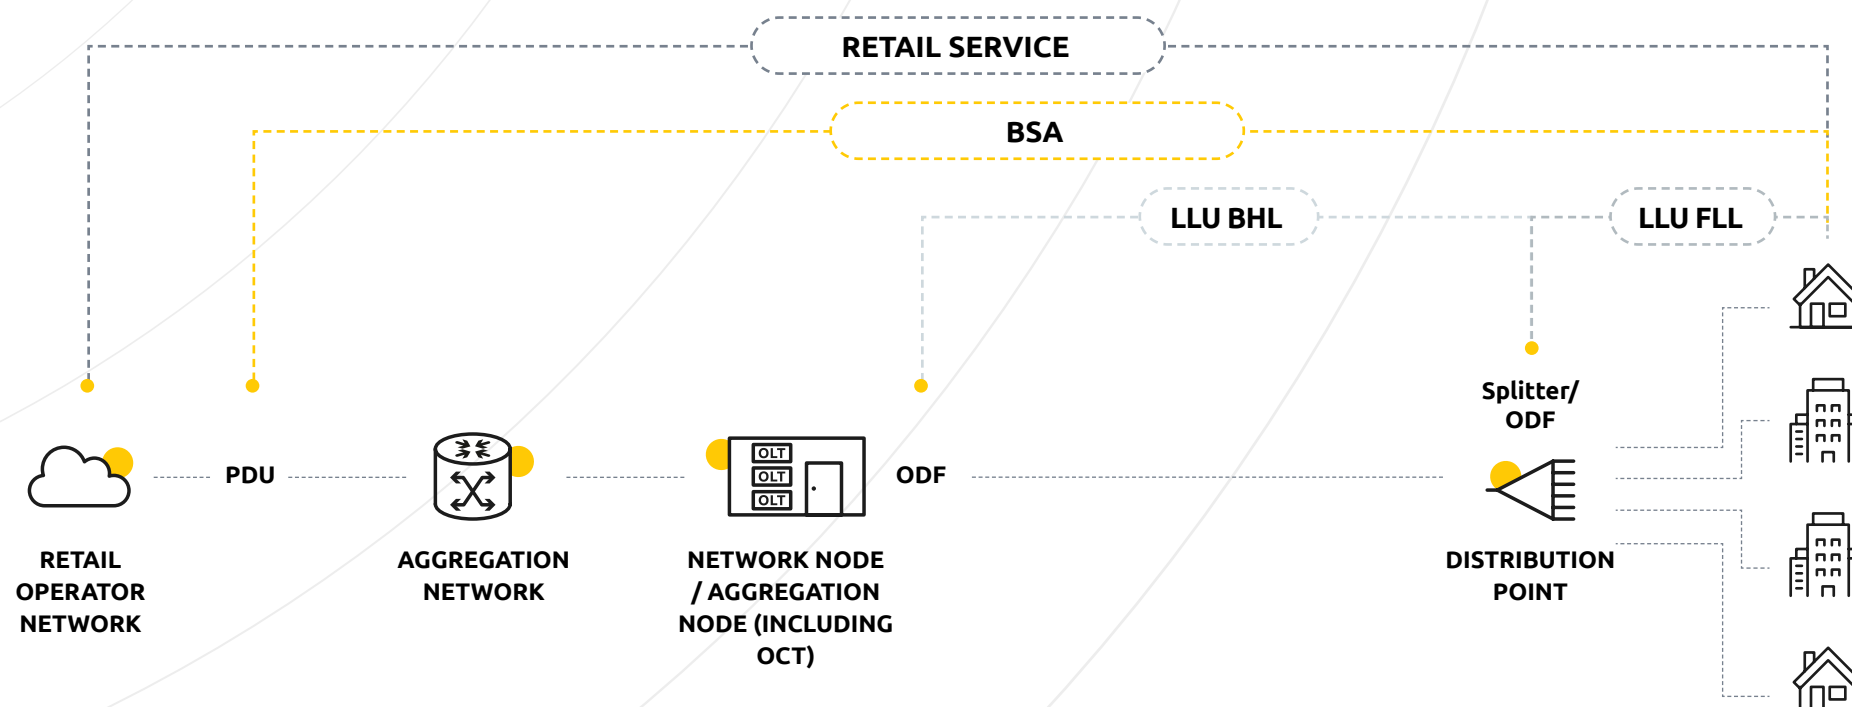 RETAIL SERVICE
BSA
LLU BHL
LLU FLL
Splitter/
ODF
PDU
OLT
OLT
OLT
ODF
RETAIL
OPERATOR
NETWORK
AGGREGATION
NETWORK
NETWORK NODE
/ AGGREGATION
NODE (INCLUDING
OCT)
DISTRIBUTION
POINT